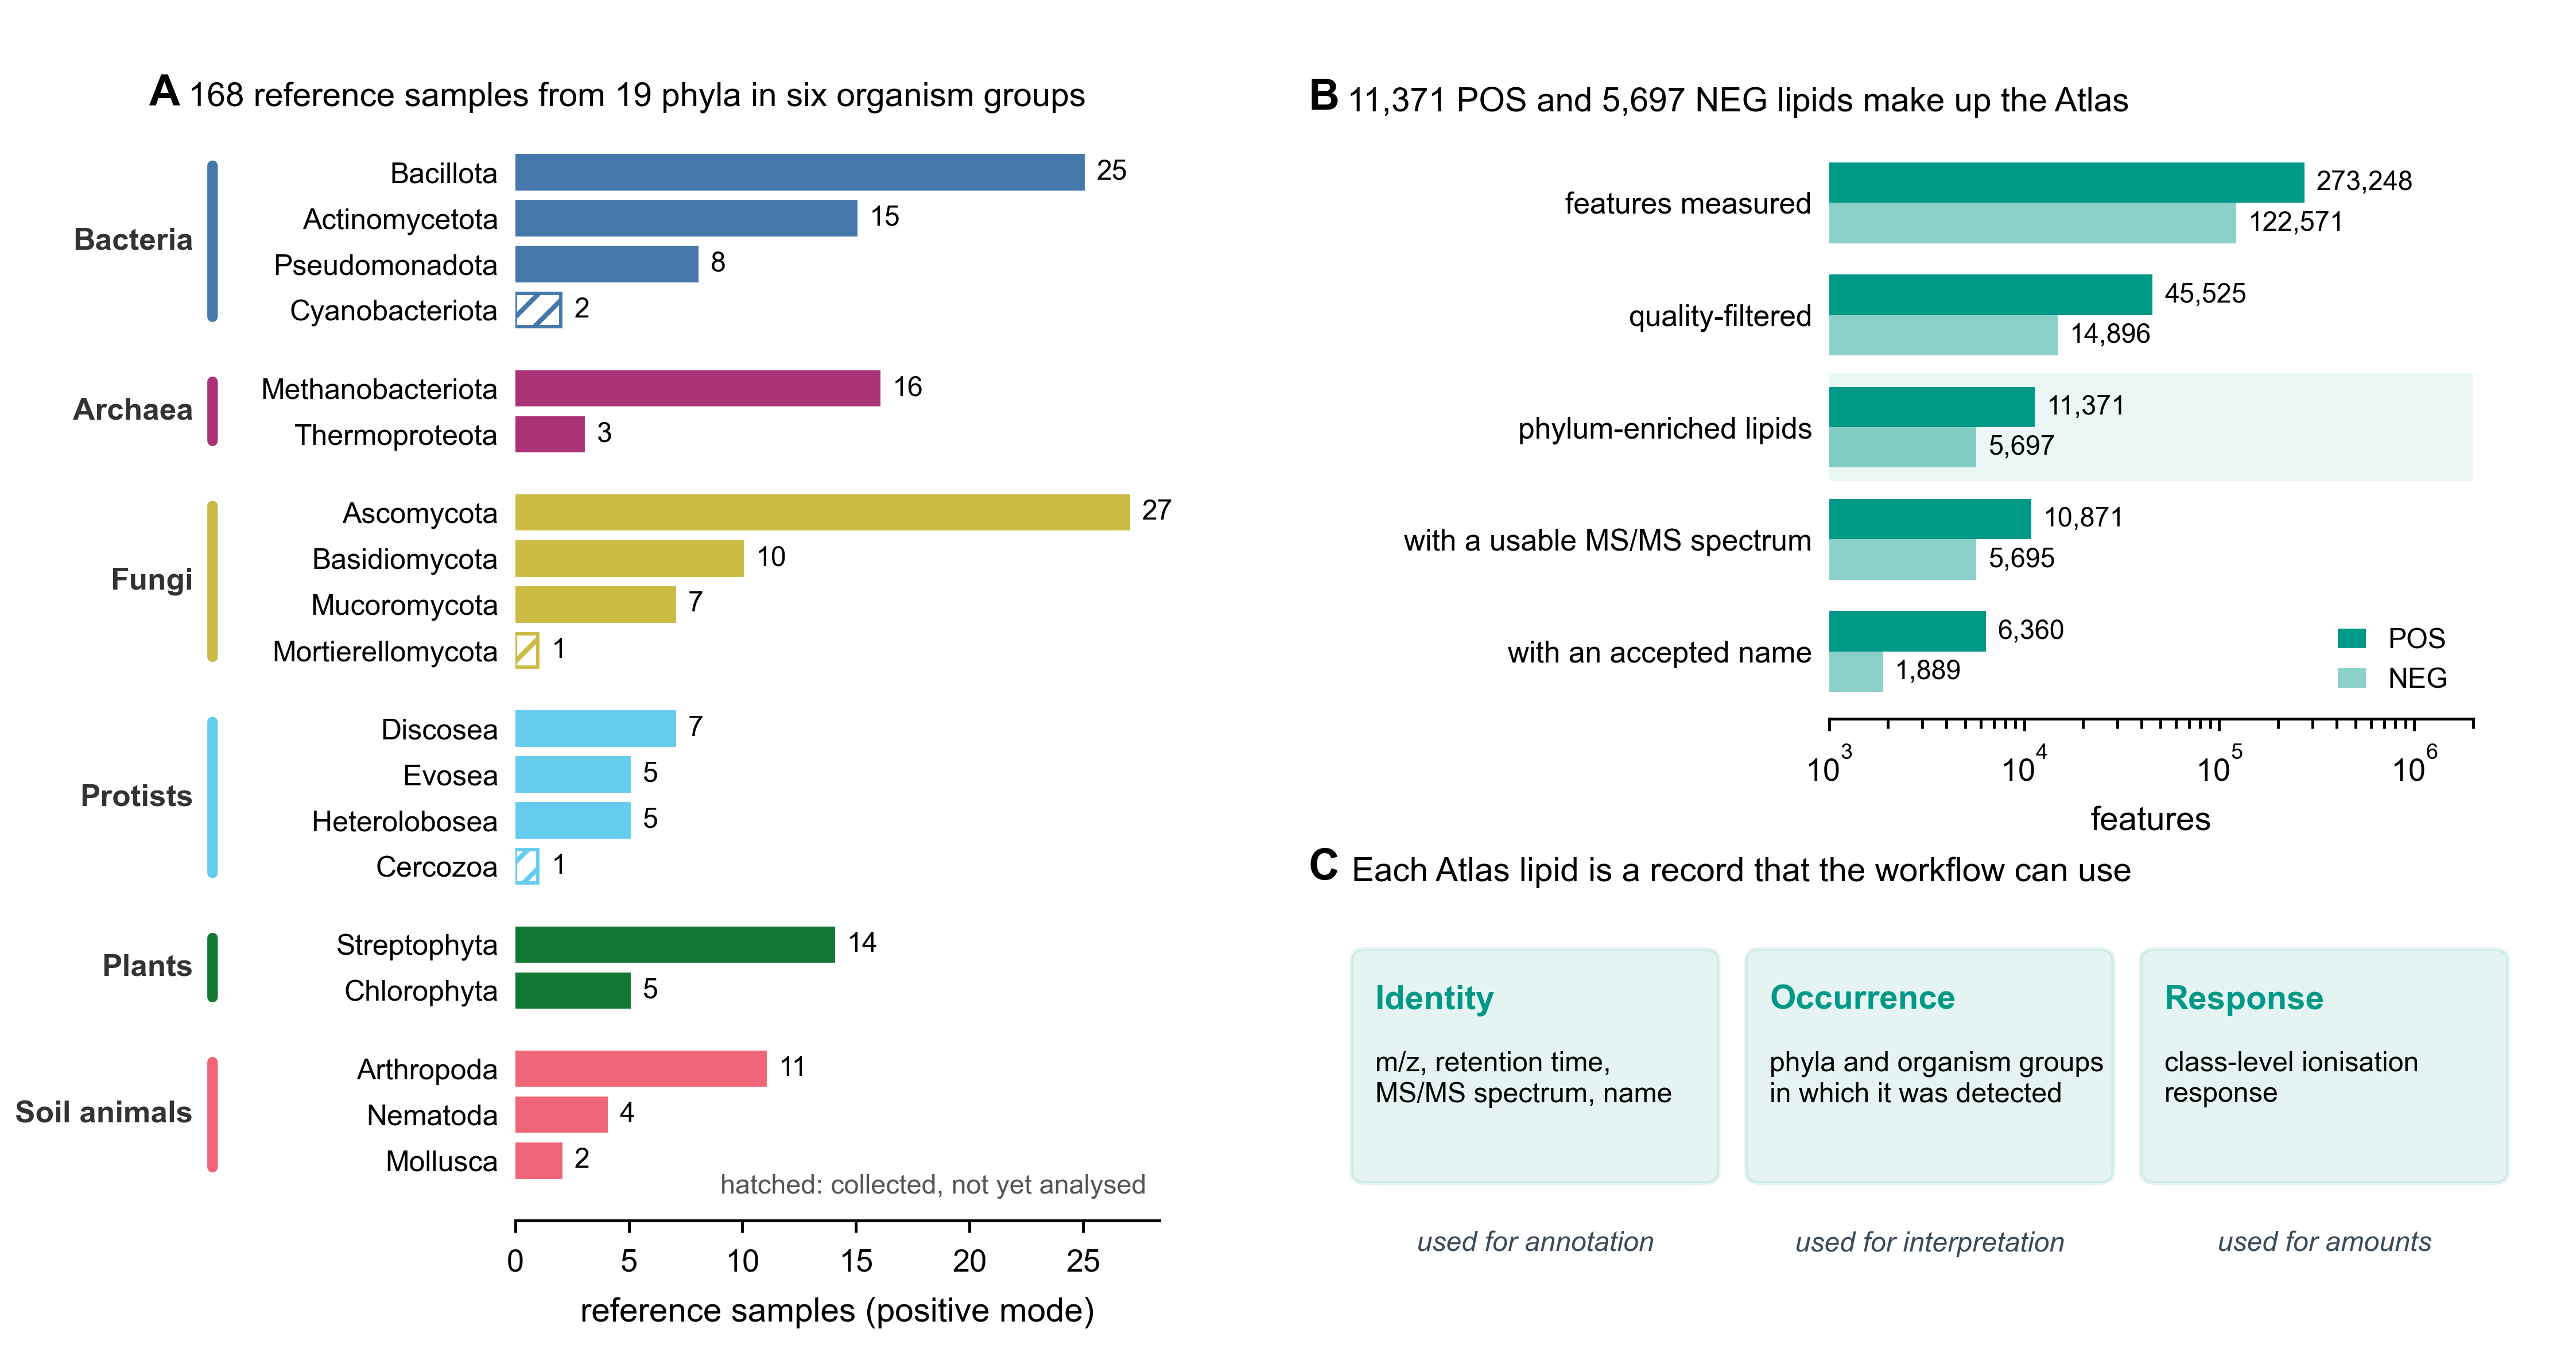 A 168 reference samples from 19 phyla in six organism groups
Bacteria
Bacillota 25
Actinomycetota 15
Pseudomonadota 8
Cyanobacteriota 2
Archaea
Methanobacteriota 16
Thermoproteota 3
Fungi
Ascomycota 27
Basidiomycota 10
Mucoromycota 7
Mortierellomycota 1
Protists
Discosea 7
Evosea 5
Heterolobosea 5
Cercozoa 1
Plants
Streptophyta 14
Chlorophyta 5
Soil animals
Arthropoda 11
Nematoda 4
Mollusca 2
hatched: collected, not yet analysed
0 5 10 15 20 25
reference samples (positive mode)
B 11,371 POS and 5,697 NEG lipids make up the Atlas
features measured
273,248
122,571
quality-filtered
45,525
14,896
phylum-enriched lipids
11,371
5,697
with a usable MS/MS spectrum
10,871
5,695
with an accepted name
6,360
1,889
POS
NEG
10³ 10⁴ 10⁵ 10⁶
features
C Each Atlas lipid is a record that the workflow can use
Identity
m/z, retention time,
MS/MS spectrum, name
used for annotation
Occurrence
phyla and organism groups
in which it was detected
used for interpretation
Response
class-level ionisation
response
used for amounts